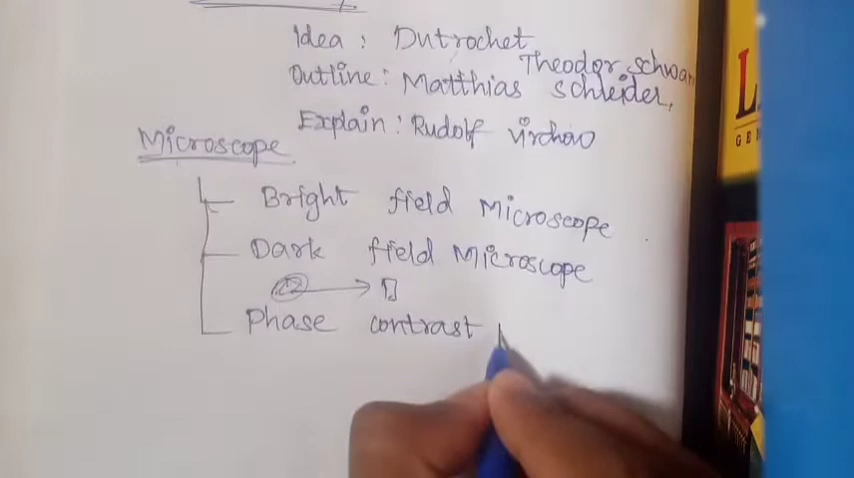 Idea : Dutrochet
Theodor Schwan
Outline : Matthias Schleider,
Explain : Rudolf Virchow
Microscope
Bright field Microscope
Dark field Microscope
Phase contrast
L
GEN